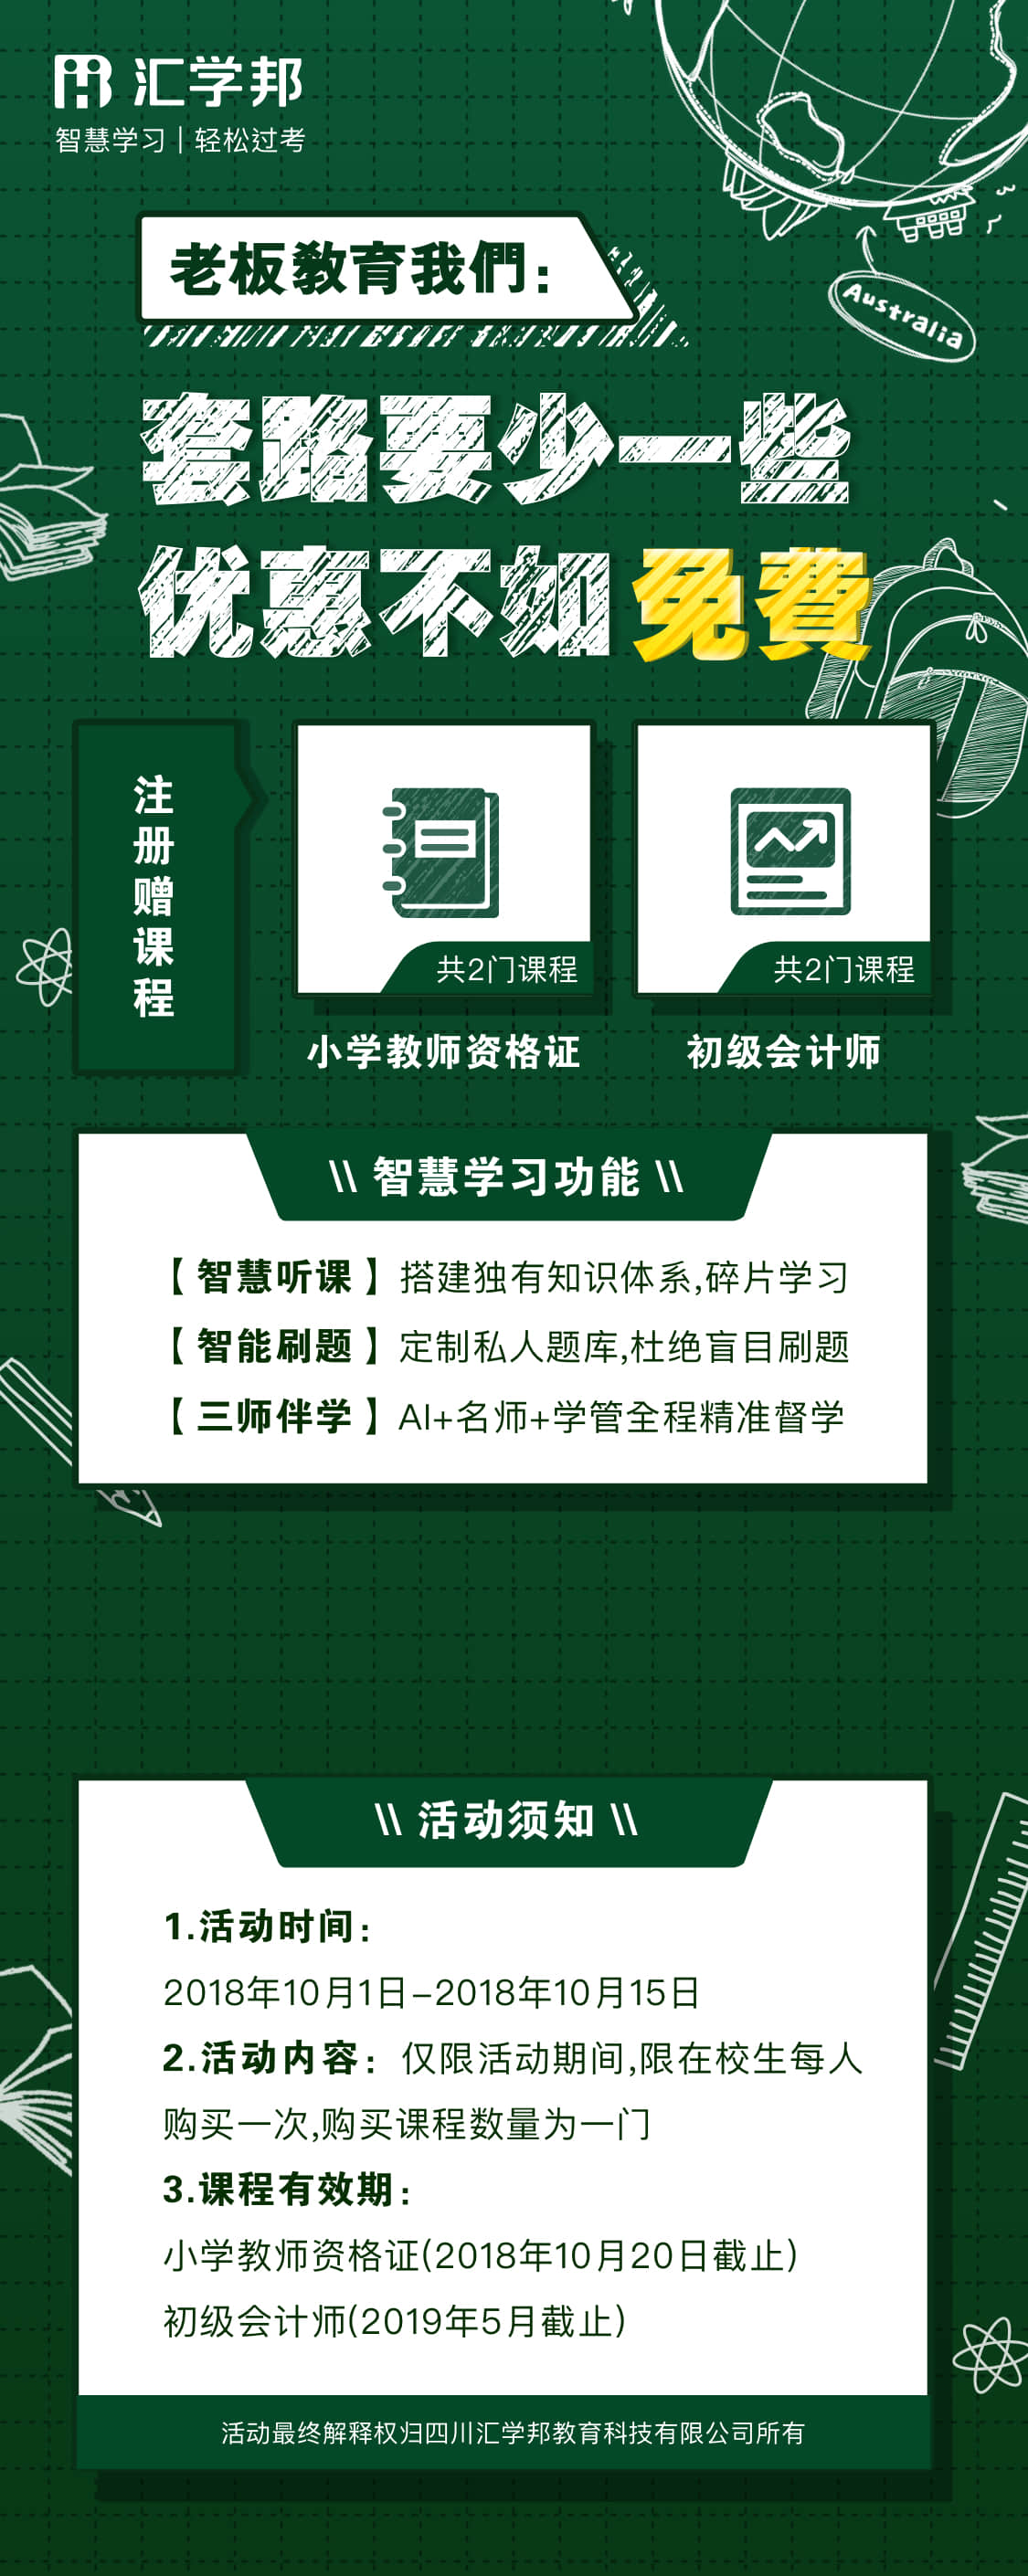 汇学邦
智慧学习|轻松过考
Australia
老板教育我們：
套路要少一些
优惠不如免費
注册赠课程
共2门课程
共2门课程
小学教师资格证
初级会计师
\\ 智慧学习功能 \\
【智慧听课】搭建独有知识体系,碎片学习
【智能刷题】定制私人题库,杜绝盲目刷题
【三师伴学】AI+名师+学管全程精准督学
\\ 活动须知 \\
1.活动时间：
2018年10月1日-2018年10月15日
2.活动内容：仅限活动期间,限在校生每人
购买一次,购买课程数量为一门
3.课程有效期：
小学教师资格证(2018年10月20日截止)
初级会计师(2019年5月截止)
活动最终解释权归四川汇学邦教育科技有限公司所有